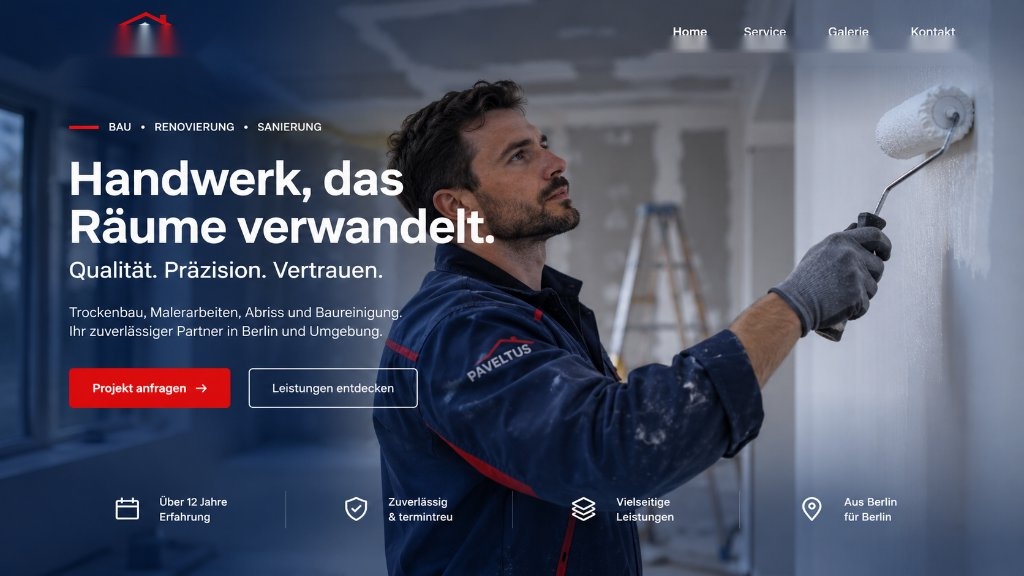 Home Service Galerie Kontakt
BAU • RENOVIERUNG • SANIERUNG
Handwerk, das
Räume verwandelt.
Qualität. Präzision. Vertrauen.
Trockenbau, Malerarbeiten, Abriss und Baureinigung.
Ihr zuverlässiger Partner in Berlin und Umgebung.
Projekt anfragen →
Leistungen entdecken
PAVELTUS
Über 12 Jahre
Erfahrung
Zuverlässig
& termintreu
Vielseitige
Leistungen
Aus Berlin
für Berlin